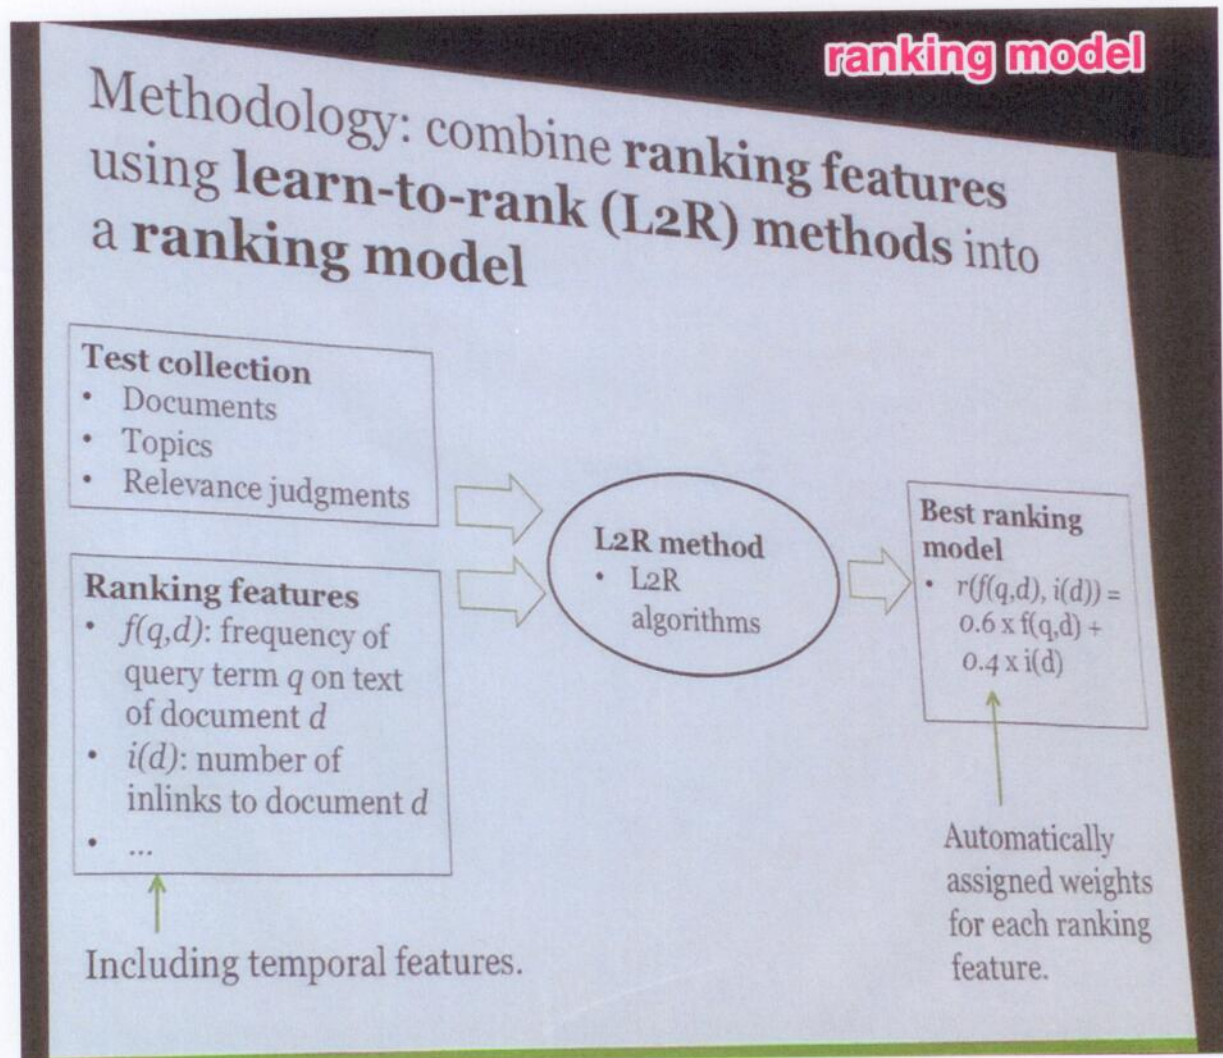 ranking model
Methodology: combine ranking features
using learn-to-rank (L2R) methods into
a ranking model
Test collection
• Documents
• Topics
• Relevance judgments
Ranking features
• f(q,d): frequency of
query term q on text
of document d
• i(d): number of
inlinks to document d
• ...
Including temporal features.
L2R method
• L2R
algorithms
Best ranking
model
• r(f(q,d), i(d)) =
0.6 x f(q,d) +
0.4 x i(d)
Automatically
assigned weights
for each ranking
feature.